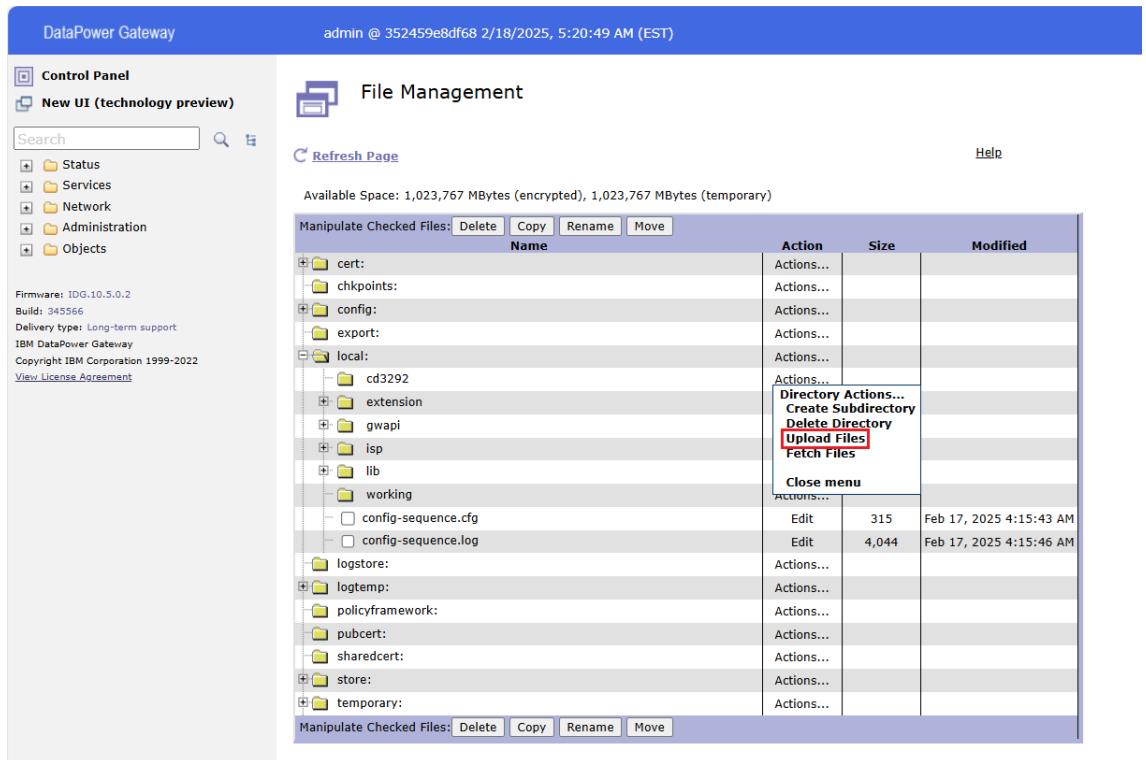 DataPower Gateway admin @ 352459e8df68 2/18/2025, 5:20:49 AM (EST)
Control Panel
New UI (technology preview)
Search
Status
Services
Network
Administration
Objects
Firmware: IDG.10.5.0.2
Build: 345566
Delivery type: Long-term support
IBM DataPower Gateway
Copyright IBM Corporation 1999-2022
View License Agreement
File Management
Refresh Page Help
Available Space: 1,023,767 MBytes (encrypted), 1,023,767 MBytes (temporary)
Manipulate Checked Files: Delete Copy Rename Move
Name Action Size Modified
cert: Actions...
chkpoints: Actions...
config: Actions...
export: Actions...
local: Actions...
cd3292 Actions...
extension
gwapi
isp
lib
working Actions...
Directory Actions...
Create Subdirectory
Delete Directory
Upload Files
Fetch Files
Close menu
config-sequence.cfg Edit 315 Feb 17, 2025 4:15:43 AM
config-sequence.log Edit 4,044 Feb 17, 2025 4:15:46 AM
logstore: Actions...
logtemp: Actions...
policyframework: Actions...
pubcert: Actions...
sharedcert: Actions...
store: Actions...
temporary: Actions...
Manipulate Checked Files: Delete Copy Rename Move